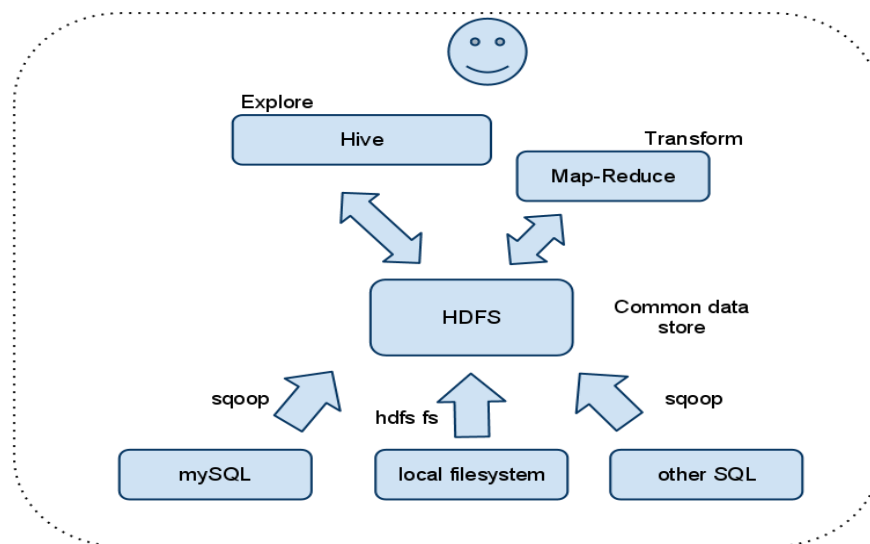 Explore
Hive
Transform
Map-Reduce
HDFS
Common data
store
sqoop
hdfs fs
sqoop
mySQL
local filesystem
other SQL